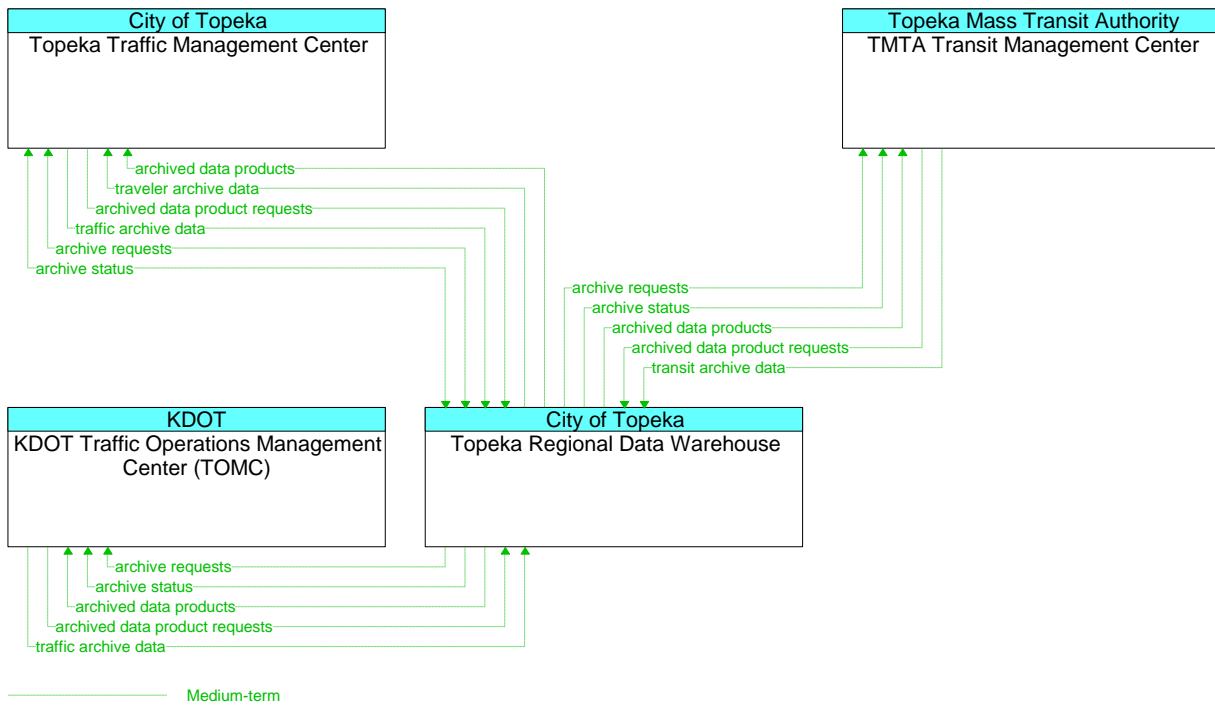 City of Topeka
Topeka Traffic Management Center
Topeka Mass Transit Authority
TMTA Transit Management Center
archived data products
traveler archive data
archived data product requests
traffic archive data
archive requests
archive status
archive requests
archive status
archived data products
archived data product requests
transit archive data
KDOT
KDOT Traffic Operations Management
Center (TOMC)
City of Topeka
Topeka Regional Data Warehouse
archive requests
archive status
archived data products
archived data product requests
traffic archive data
Medium-term